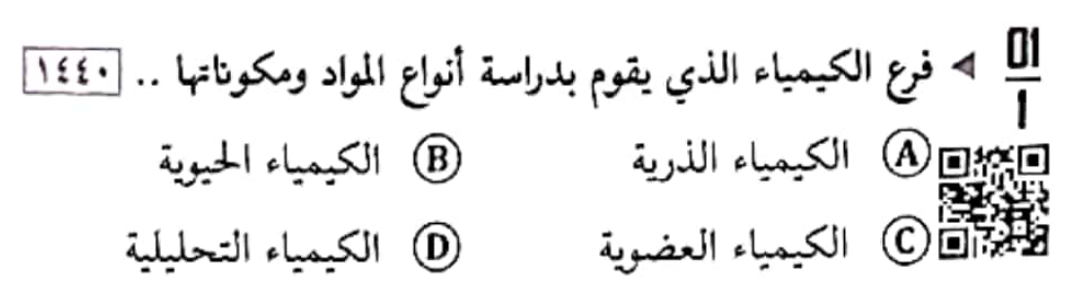 01
1
◄ فرع الكيمياء الذي يقوم بدراسة أنواع المواد ومكوناتها .. ١٤٤٠
A الكيمياء الذرية B الكيمياء الحيوية
C الكيمياء العضوية D الكيمياء التحليلية